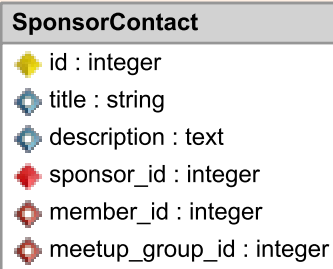 SponsorContact
id : integer
title : string
description : text
sponsor_id : integer
member_id : integer
meetup_group_id : integer